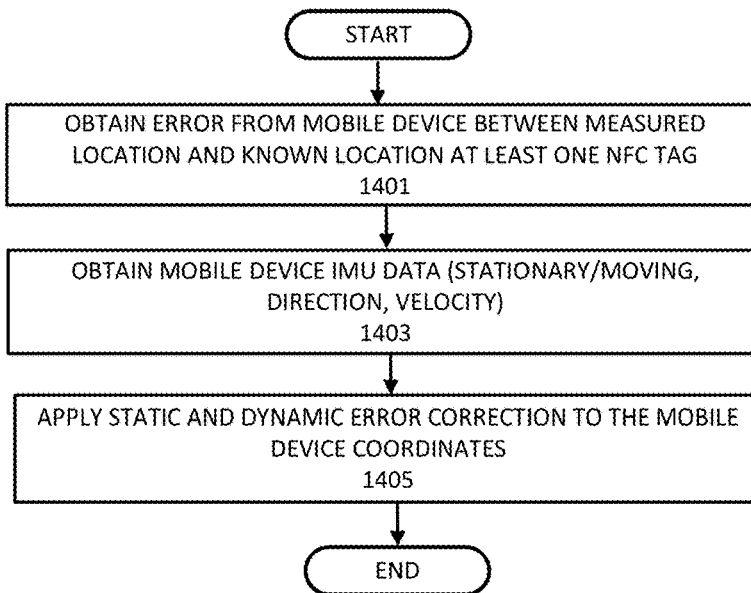 START
OBTAIN ERROR FROM MOBILE DEVICE BETWEEN MEASURED
LOCATION AND KNOWN LOCATION AT LEAST ONE NFC TAG
1401
OBTAIN MOBILE DEVICE IMU DATA (STATIONARY/MOVING,
DIRECTION, VELOCITY)
1403
APPLY STATIC AND DYNAMIC ERROR CORRECTION TO THE MOBILE
DEVICE COORDINATES
1405
END